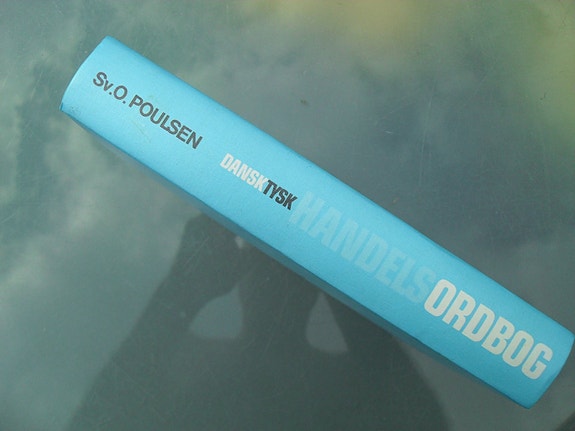 Sv.O. POULSEN
DANSKTYSK HANDELSORDBOG